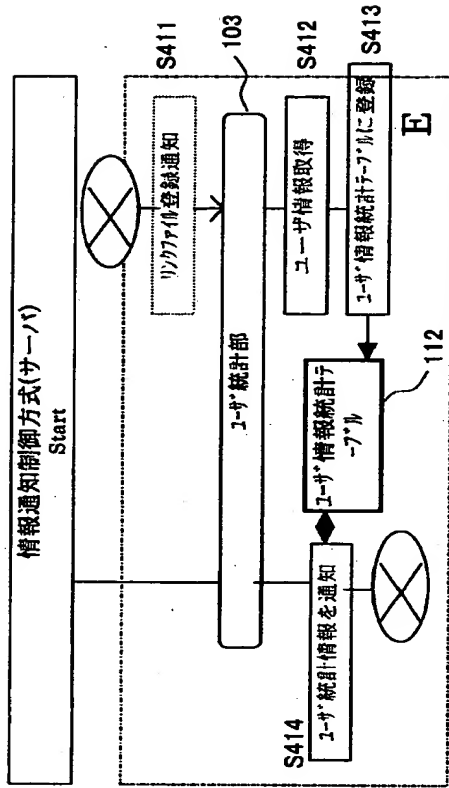 情報通知制御方式(サーバ)
Start
リンクファイル登録通知
S411
ユーザ統計部
103
ユーザ情報取得
S412
ユーザ情報統計テーブルに登録
S413
E
ユーザ情報統計テ
ーブル
112
ユーザ統計情報を通知
S414